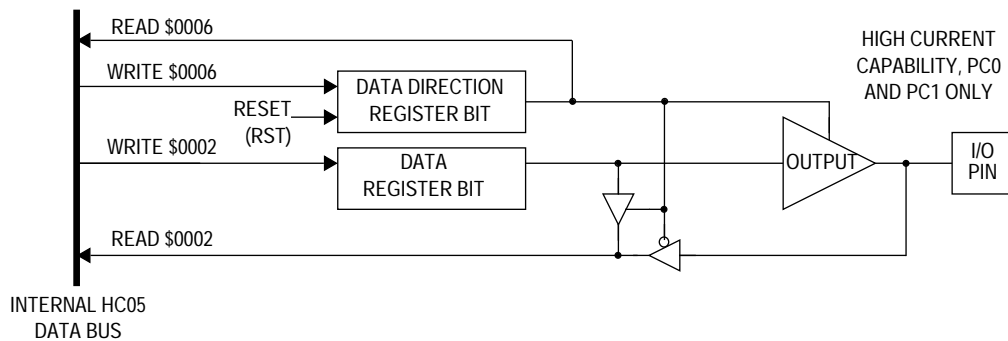 READ $0006
WRITE $0006
RESET
(RST)
WRITE $0002
READ $0002
DATA DIRECTION
REGISTER BIT
DATA
REGISTER BIT
OUTPUT
HIGH CURRENT
CAPABILITY, PC0
AND PC1 ONLY
I/O
PIN
INTERNAL HC05
DATA BUS